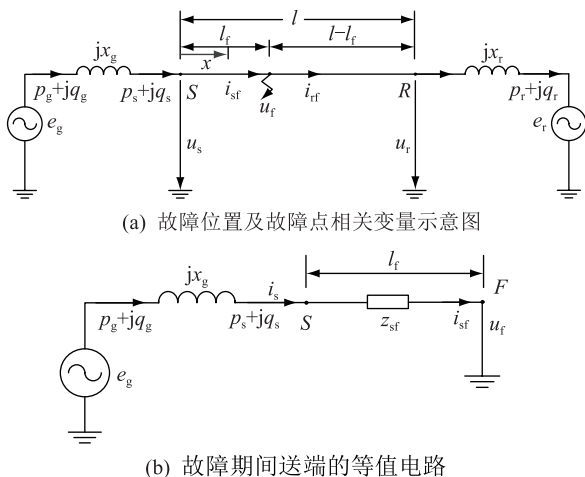 l
l_f l−l_f
x
jx_g jx_r
p_g+jq_g p_s+jq_s S i_sf u_f i_rf R p_r+jq_r
e_g u_s u_r e_r
(a) 故障位置及故障点相关变量示意图
l_f
jx_g i_s F
p_g+jq_g p_s+jq_s S z_sf i_sf u_f
e_g
(b) 故障期间送端的等值电路